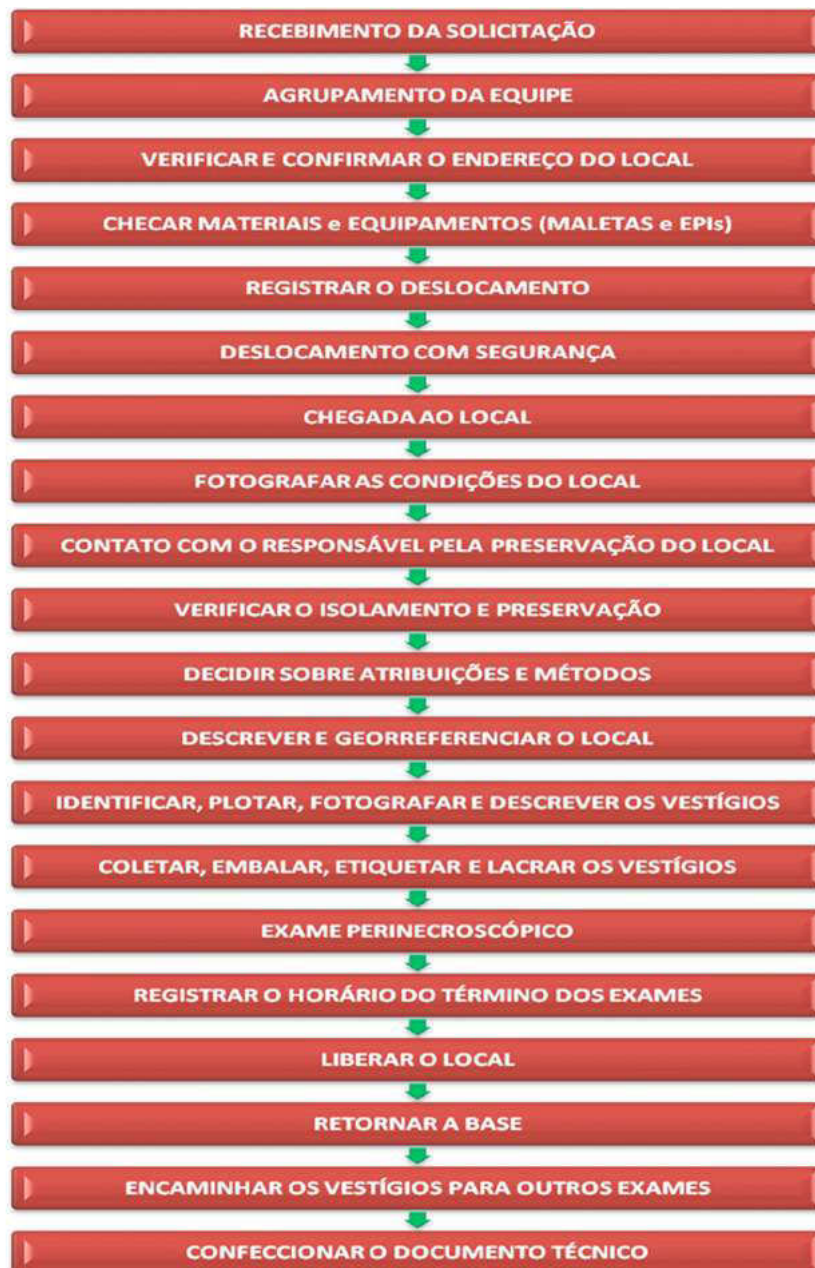 RECEBIMENTO DA SOLICITAÇÃO
AGRUPAMENTO DA EQUIPE
VERIFICAR E CONFIRMAR O ENDEREÇO DO LOCAL
CHECAR MATERIAIS e EQUIPAMENTOS (MALETAS e EPIs)
REGISTRAR O DESLOCAMENTO
DESLOCAMENTO COM SEGURANÇA
CHEGADA AO LOCAL
FOTOGRAFAR AS CONDIÇÕES DO LOCAL
CONTATO COM O RESPONSÁVEL PELA PRESERVAÇÃO DO LOCAL
VERIFICAR O ISOLAMENTO E PRESERVAÇÃO
DECIDIR SOBRE ATRIBUIÇÕES E MÉTODOS
DESCREVER E GEORREFERENCIAR O LOCAL
IDENTIFICAR, PLOTAR, FOTOGRAFAR E DESCREVER OS VESTÍGIOS
COLETAR, EMBALAR, ETIQUETAR E LACRAR OS VESTÍGIOS
EXAME PERINECROSCÓPICO
REGISTRAR O HORÁRIO DO TÉRMINO DOS EXAMES
LIBERAR O LOCAL
RETORNAR A BASE
ENCAMINHAR OS VESTÍGIOS PARA OUTROS EXAMES
CONFECCIONAR O DOCUMENTO TÉCNICO